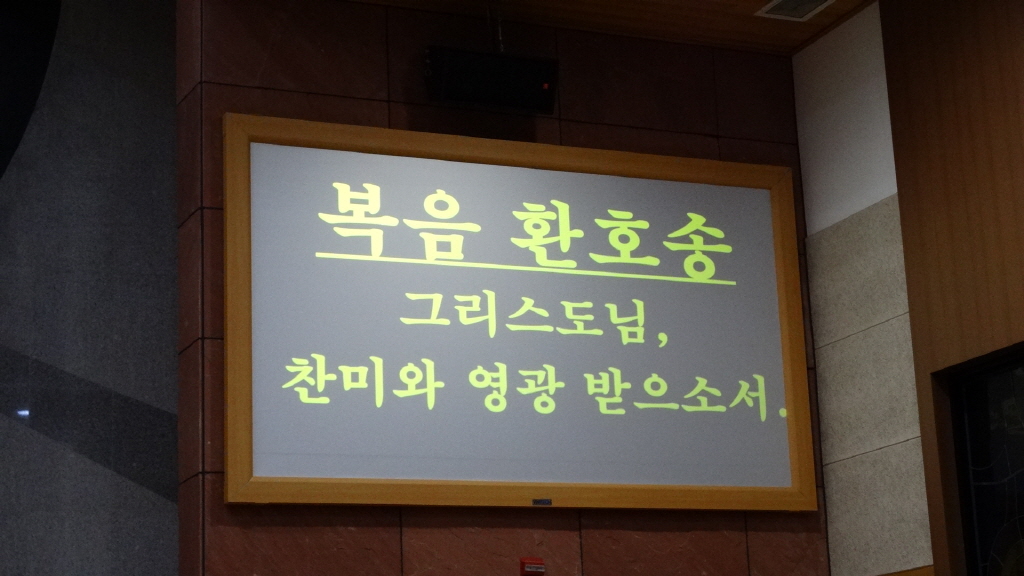 복음 환호송
그리스도님,
찬미와 영광 받으소서.